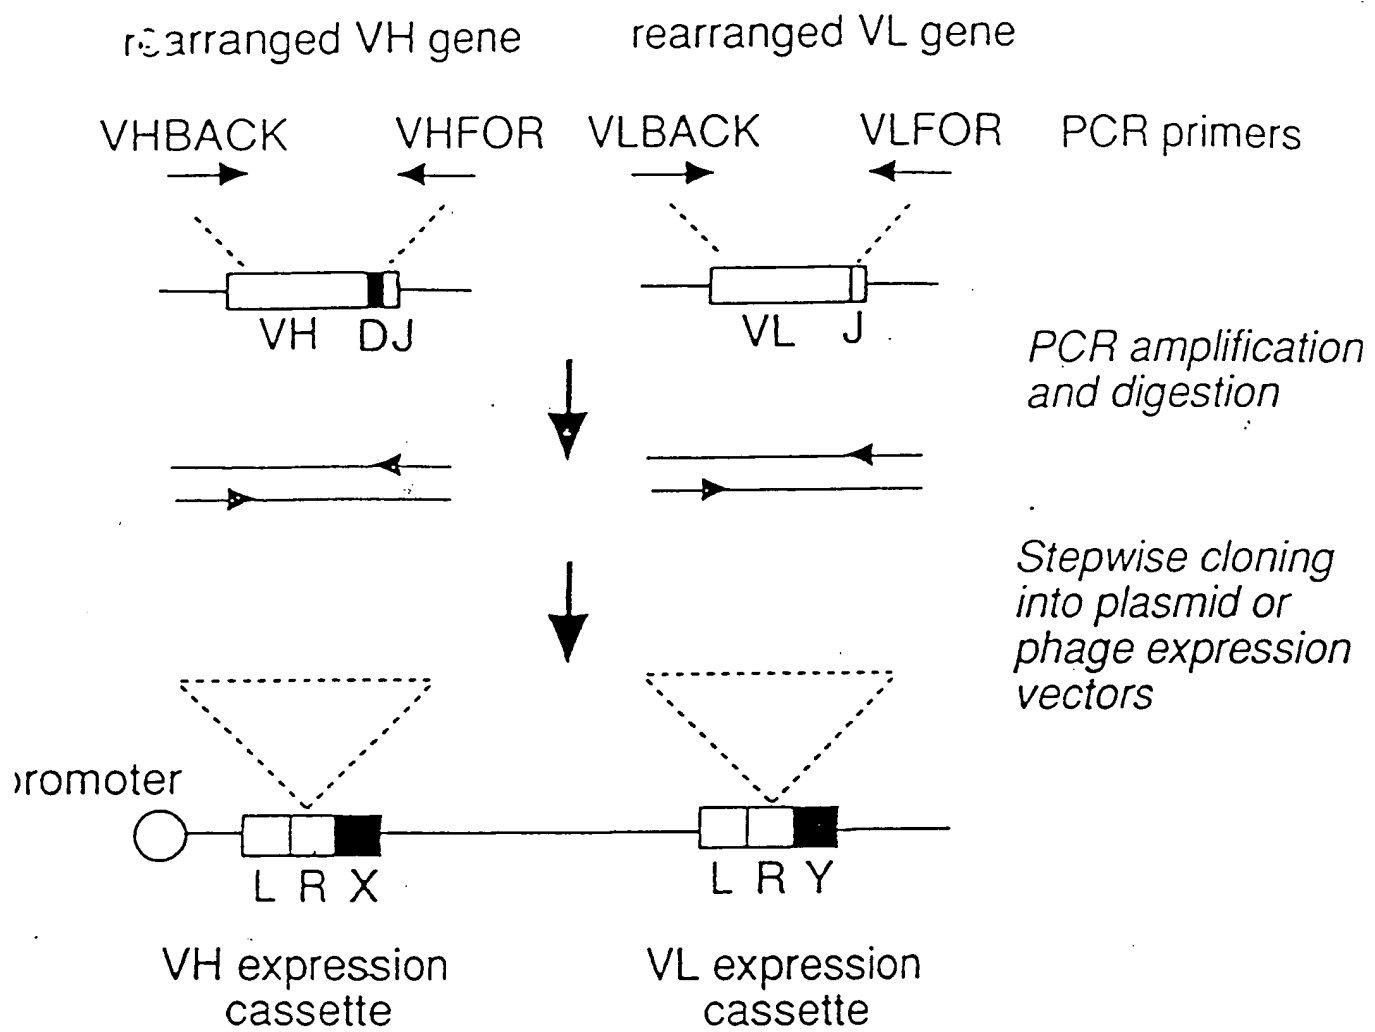 rearranged VH gene
rearranged VL gene
VHBACK
VHFOR
VLBACK
VLFOR
PCR primers
VH
DJ
VL
J
PCR amplification
and digestion
Stepwise cloning
into plasmid or
phage expression
vectors
promoter
L R X
L R Y
VH expression
cassette
VL expression
cassette